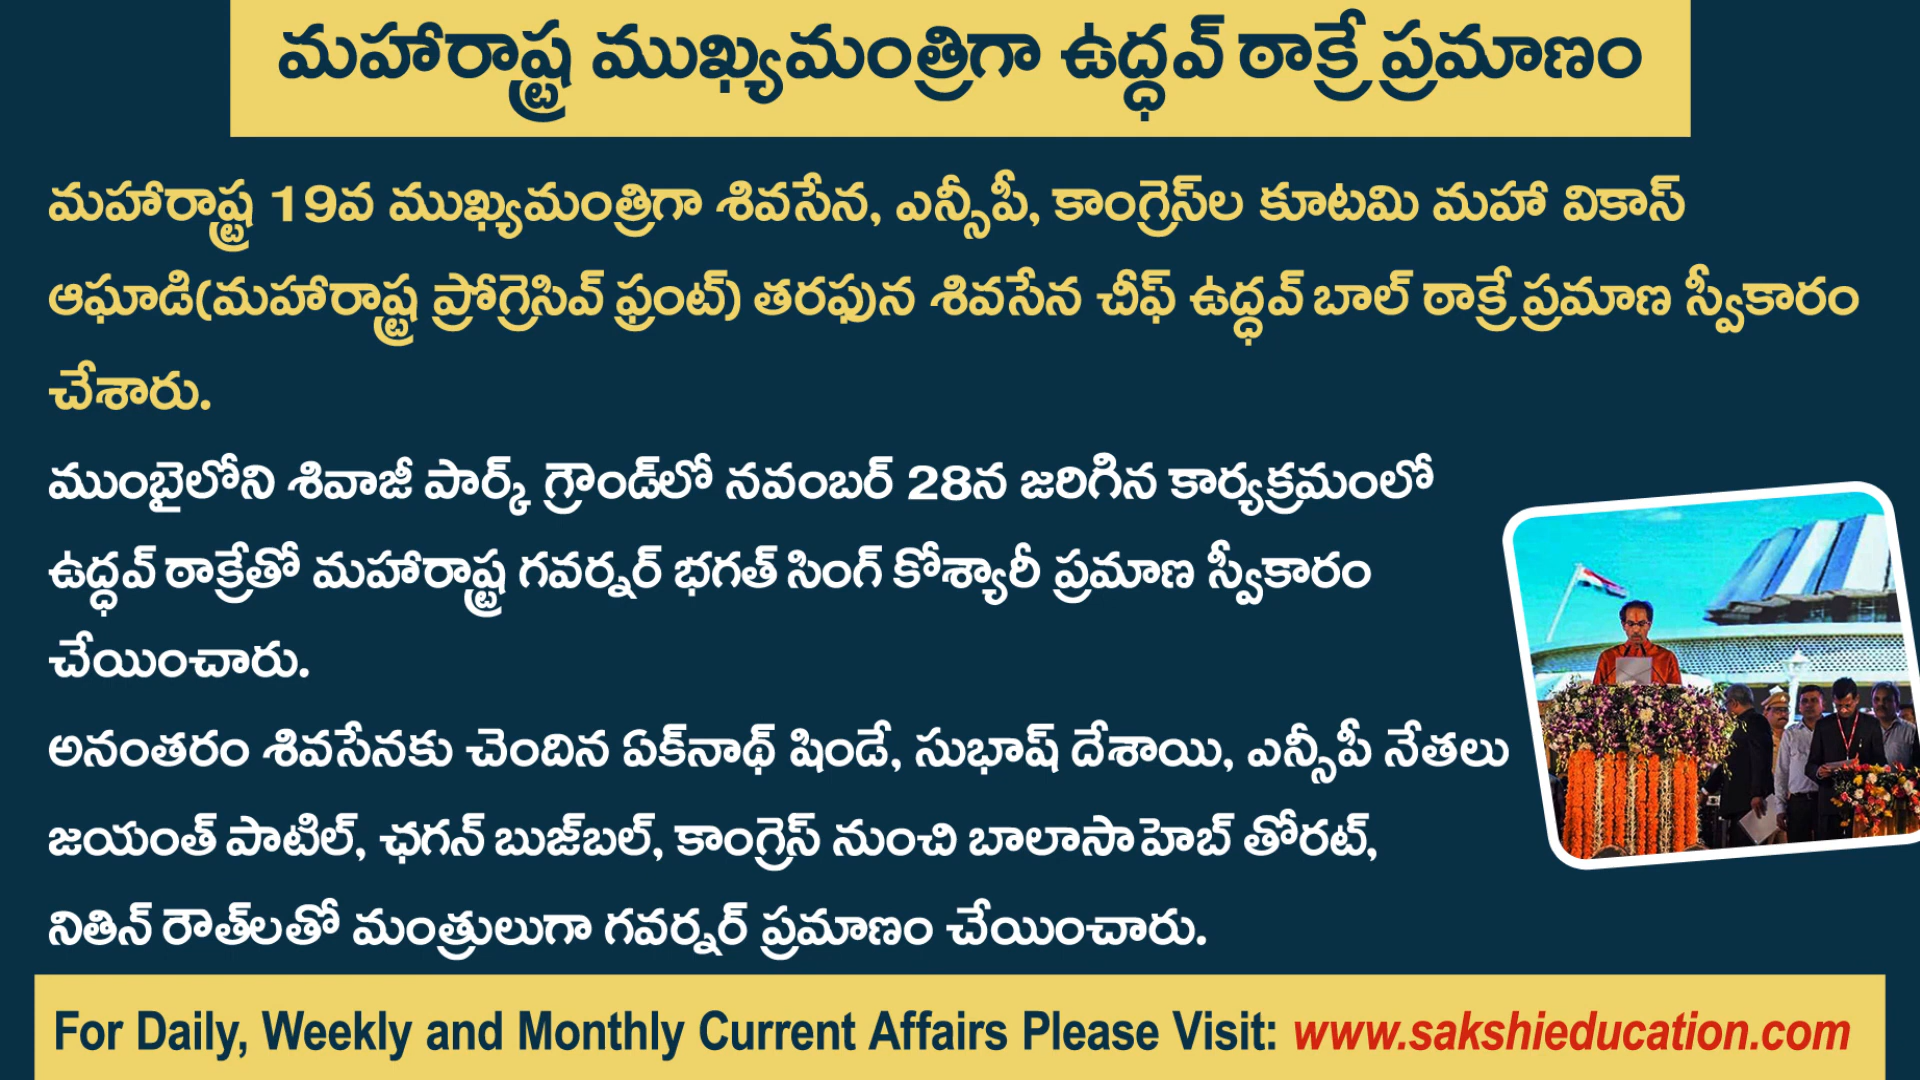 మహారాష్ట్ర ముఖ్యమంత్రిగా ఉద్ధవ్ ఠాక్రే ప్రమాణం
మహారాష్ట్ర 19వ ముఖ్యమంత్రిగా శివసేన, ఎన్సీపీ, కాంగ్రెస్‌ల కూటమి మహా వికాస్
ఆఘాడి(మహారాష్ట్ర ప్రోగ్రెసివ్ ఫ్రంట్) తరఫున శివసేన చీఫ్ ఉద్ధవ్ బాల్ ఠాక్రే ప్రమాణ స్వీకారం
చేశారు.
ముంబైలోని శివాజీ పార్క్ గ్రౌండ్‌లో నవంబర్ 28న జరిగిన కార్యక్రమంలో
ఉద్ధవ్ ఠాక్రేతో మహారాష్ట్ర గవర్నర్ భగత్ సింగ్ కోశ్యారీ ప్రమాణ స్వీకారం
చేయించారు.
అనంతరం శివసేనకు చెందిన ఏక్‌నాథ్ షిండే, సుభాష్ దేశాయి, ఎన్సీపీ నేతలు
జయంత్ పాటిల్, ఛగన్ బుజ్‌బల్, కాంగ్రెస్ నుంచి బాలాసాహెబ్ తోరట్,
నితిన్ రౌత్‌లతో మంత్రులుగా గవర్నర్ ప్రమాణం చేయించారు.
For Daily, Weekly and Monthly Current Affairs Please Visit: www.sakshieducation.com